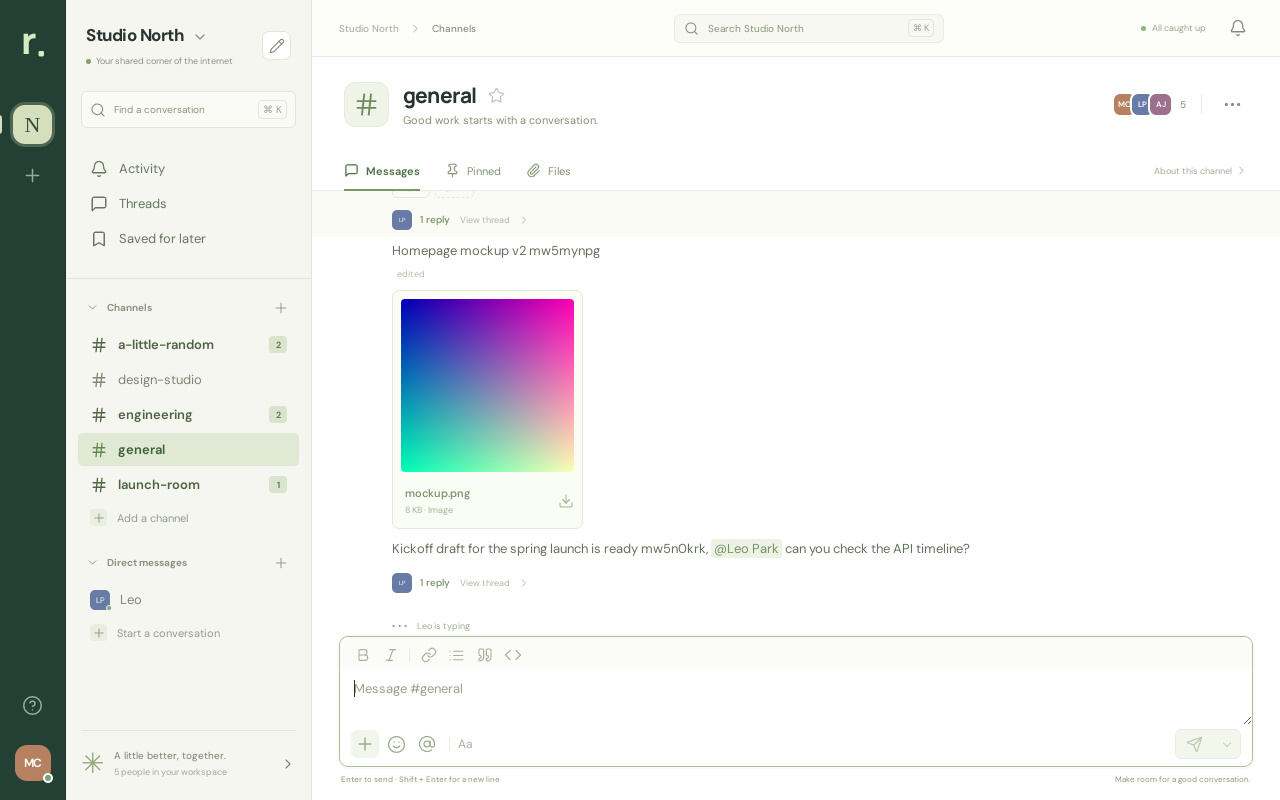 r.
N
MC
Studio North
Your shared corner of the internet
Find a conversation
⌘ K
Activity
Threads
Saved for later
Channels
a-little-random
2
design-studio
engineering
2
general
launch-room
1
Add a channel
Direct messages
LP
Leo
Start a conversation
A little better, together.
5 people in your workspace
Studio North
Channels
Search Studio North
⌘ K
All caught up
general
Good work starts with a conversation.
MC
LP
AJ
5
Messages
Pinned
Files
About this channel
LP
1 reply
View thread
Homepage mockup v2 mw5mynpg
edited
mockup.png
8 KB · Image
Kickoff draft for the spring launch is ready mw5n0krk, @Leo Park can you check the API timeline?
LP
1 reply
View thread
Leo is typing
Message #general
Aa
Enter to send · Shift + Enter for a new line
Make room for a good conversation.